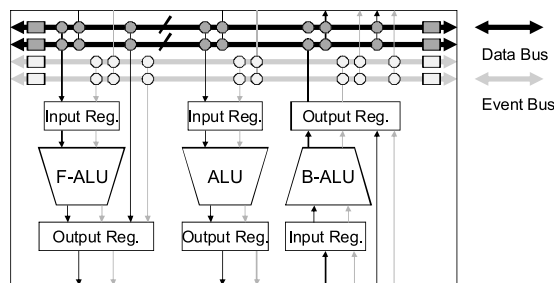 Data Bus
Event Bus
Input Reg.
Input Reg.
Output Reg.
F-ALU
ALU
B-ALU
Output Reg.
Output Reg.
Input Reg.